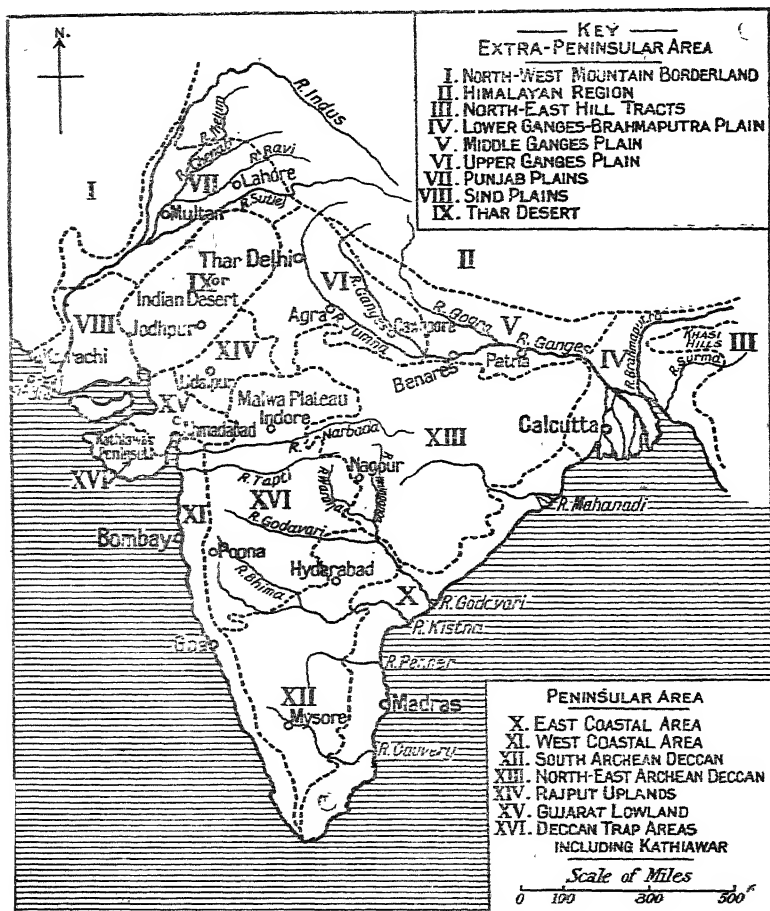 KEY
EXTRA-PENINSULAR AREA
I. NORTH-WEST MOUNTAIN BORDERLAND
II. HIMALAYAN REGION
III. NORTH-EAST HILL TRACTS
IV. LOWER GANGES-BRAHMAPUTRA PLAIN
V. MIDDLE GANGES PLAIN
VI. UPPER GANGES PLAIN
VII. PUNJAB PLAINS
VIII. SIND PLAINS
IX. THAR DESERT
N.
R. Indus
R. Jhelum
R. Chenab
R. Ravi
VII
Lahore
I
Multan
R. Sutlej
Thar
Delhi
II
IX or
VI
Indian Desert
R. Ganges
VIII
Jodhpur
Agra
R. Jumna
Cawnpore
R. Gogra
V
R. Ganges
R. Brahmaputra
KHASI
HILLS
III
IV
R. Surma
XIV
Benares
Patna
Udaipur
Malwa Plateau
XV
Indore
Ahmadabad
R. Narbada
XIII
Calcutta
Kathiawar
XVI
R. Tapti
Nagpur
XVI
R. Mahanadi
XI
R. Godavari
Bombay
Poona
Hyderabad
R. Bhima
X
R. Godavari
R. Kistna
Goa
R. Penner
XII
Mysore
Madras
R. Cauvery
PENINSULAR AREA
X. EAST COASTAL AREA
XI. WEST COASTAL AREA
XII. SOUTH ARCHEAN DECCAN
XIII. NORTH-EAST ARCHEAN DECCAN
XIV. RAJPUT UPLANDS
XV. GUJARAT LOWLAND
XVI. DECCAN TRAP AREAS
INCLUDING KATHIAWAR
Scale of Miles
0 100 300 500